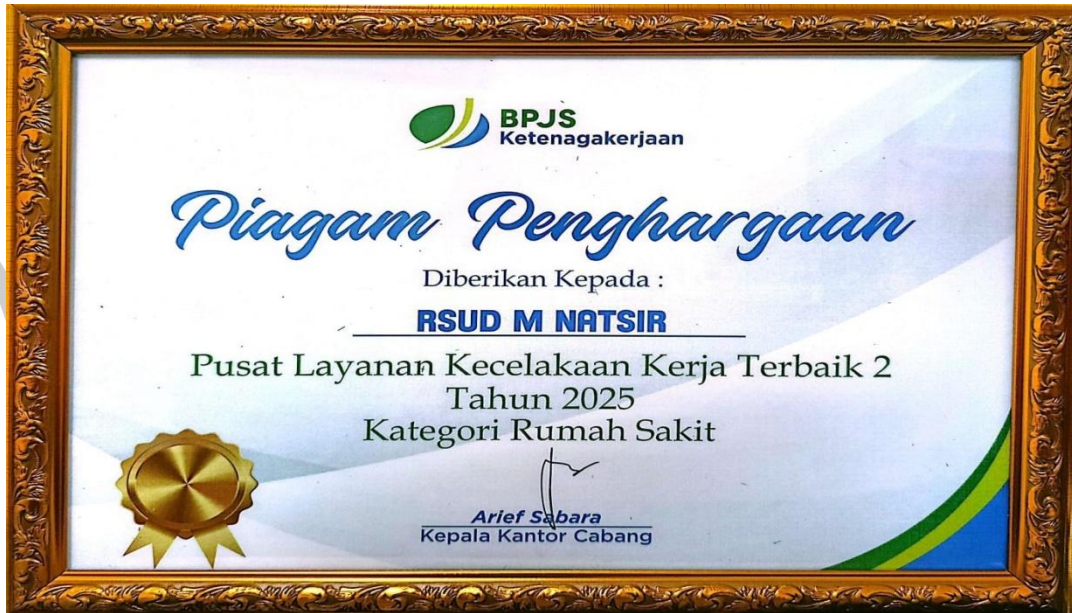 BPJS
Ketenagakerjaan
Piagam Penghargaan
Diberikan Kepada :
RSUD M NATSIR
Pusat Layanan Kecelakaan Kerja Terbaik 2
Tahun 2025
Kategori Rumah Sakit
Arief Sabara
Kepala Kantor Cabang